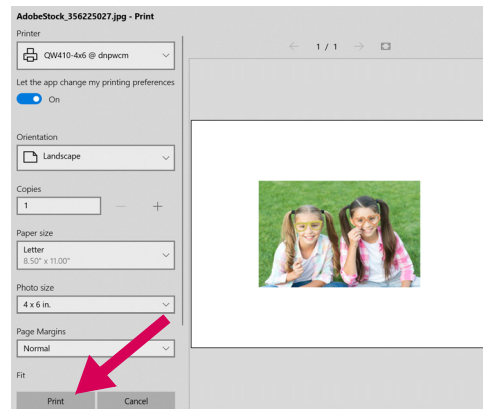 AdobeStock_356225027.jpg - Print
Printer
QW410-4x6 @ dnpwcm
Let the app change my printing preferences
On
Orientation
Landscape
Copies
1
Paper size
Letter
8.50" x 11.00"
Photo size
4 x 6 in.
Page Margins
Normal
Fit
Print Cancel
1 / 1